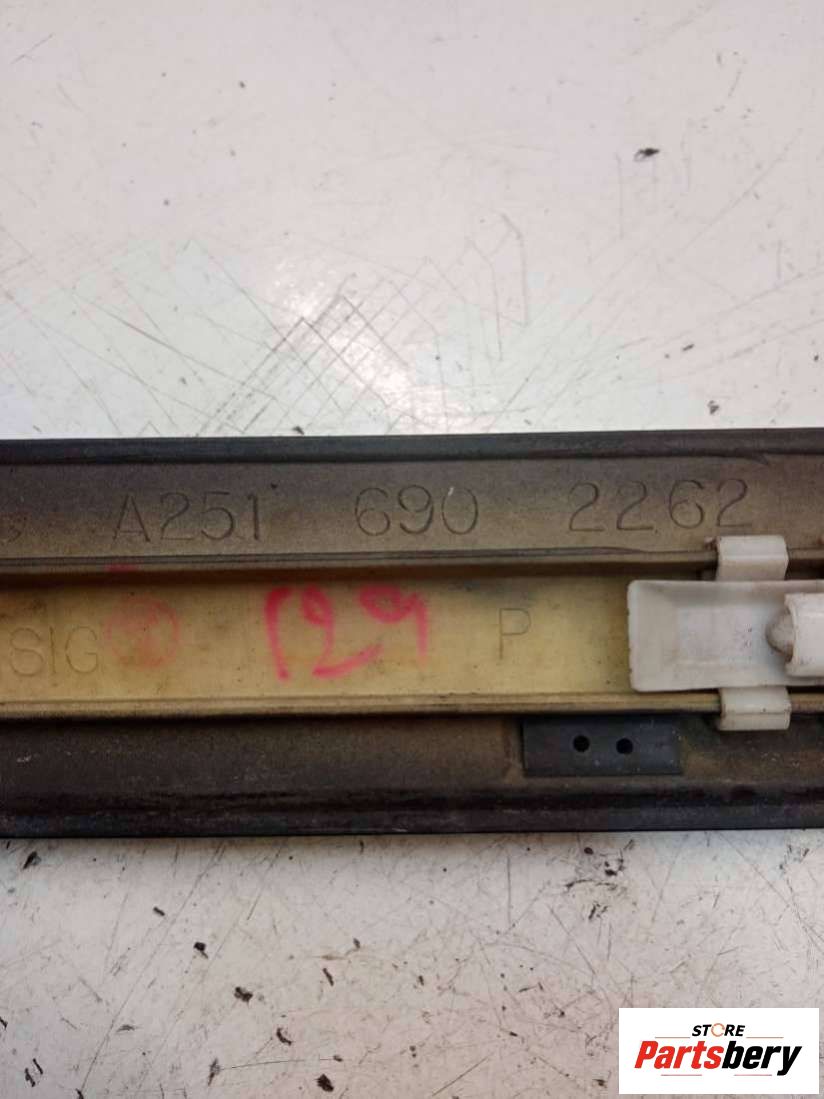 A251 690 2262
SIG 129 P
STORE
Partsbery